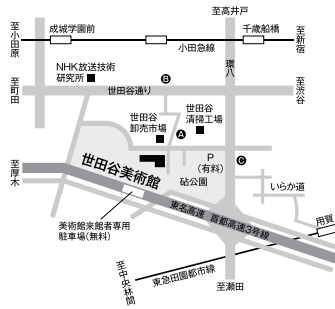 至高井戸
至小田原
成城学園前
千歳船橋
至新宿
小田急線
NHK放送技術
研究所
B
環八
至町田
世田谷通り
至渋谷
世田谷
卸売市場
世田谷
清掃工場
A
世田谷美術館
P
(有料)
C
砧公園
至厚木
いらか道
美術館来館者専用
駐車場(無料)
東名高速
首都高速3号線
用賀
至中央林間
東急田園都市線
至瀬田